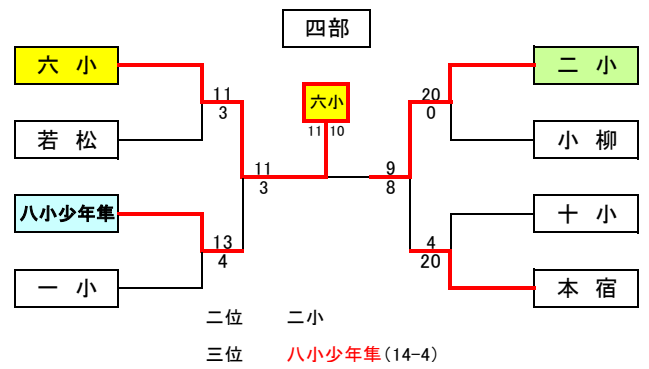 四部
六 小
二 小
11
3
六小
20
0
若 松
11 10
小 柳
11
3
9
8
八小少年隼
十 小
13
4
4
20
一 小
本 宿
二位 二小
三位 八小少年隼(14-4)